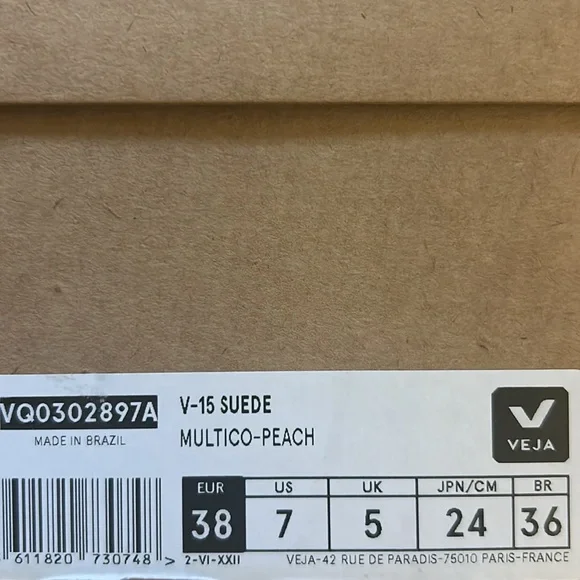 VQ0302897A
MADE IN BRAZIL
V-15 SUEDE
MULTICO-PEACH
VEJA
EUR US UK JPN/CM BR
38 7 5 24 36
611820 730748 >
2-VI-XXII
VEJA-42 RUE DE PARADIS-75010 PARIS-FRANCE